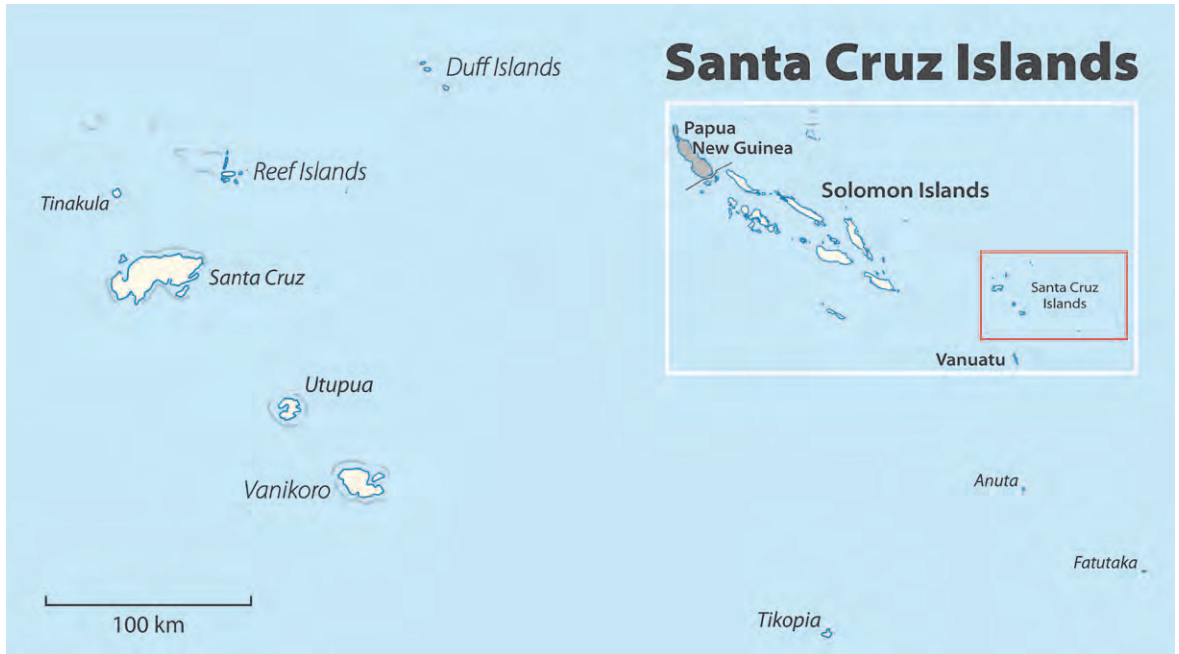 Santa Cruz Islands
Duff Islands
Papua
New Guinea
Reef Islands
Solomon Islands
Tinakula
Santa Cruz
Santa Cruz
Islands
Vanuatu
Utupua
Vanikoro
Anuta
Fatutaka
100 km
Tikopia